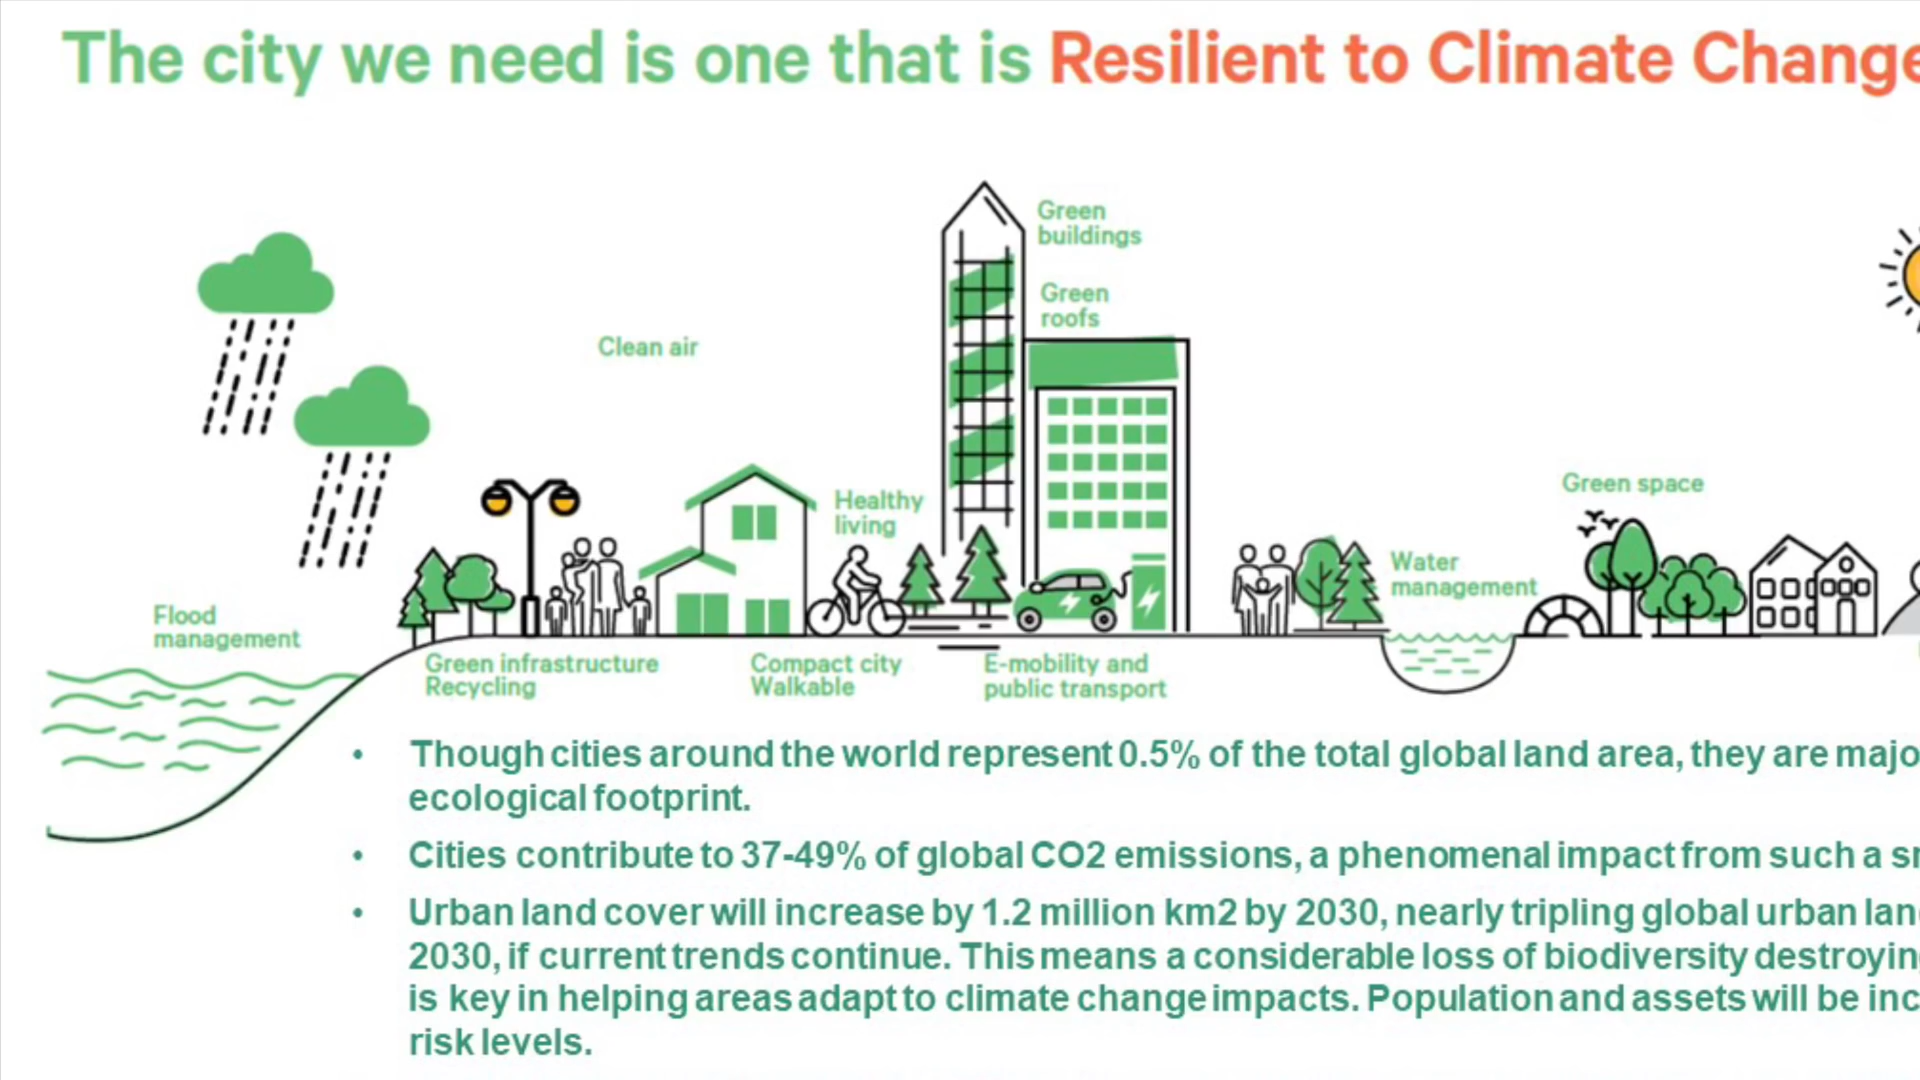 The city we need is one that is Resilient to Climate Change
Green
buildings
Green
roofs
Clean air
Healthy
living
Green space
Water
management
Flood
management
Green infrastructure
Recycling
Compact city
Walkable
E-mobility and
public transport
• Though cities around the world represent 0.5% of the total global land area, they are majo
ecological footprint.
• Cities contribute to 37-49% of global CO2 emissions, a phenomenal impact from such a
• Urban land cover will increase by 1.2 million km2 by 2030, nearly tripling global urban lan
2030, if current trends continue. This means a considerable loss of biodiversity destroyin
is key in helping areas adapt to climate change impacts. Population and assets will be inc
risk levels.